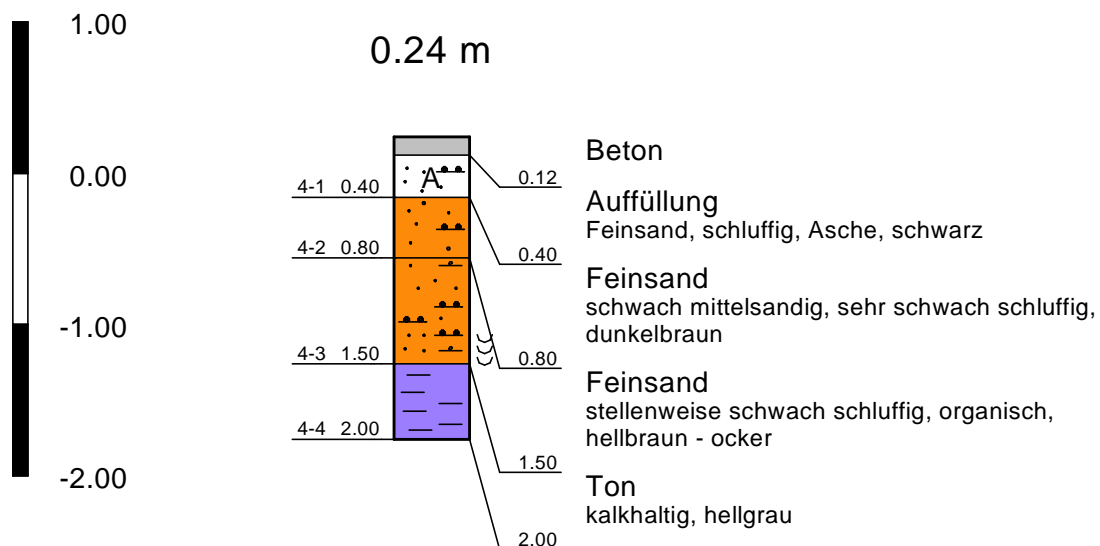 1.00
0.24 m
Beton
0.00
A
0.12
4-1 0.40
Auffüllung
Feinsand, schluffig, Asche, schwarz
4-2 0.80
0.40
Feinsand
schwach mittelsandig, sehr schwach schluffig,
dunkelbraun
-1.00
4-3 1.50
0.80
Feinsand
stellenweise schwach schluffig, organisch,
hellbraun - ocker
4-4 2.00
1.50
-2.00
Ton
kalkhaltig, hellgrau
2.00